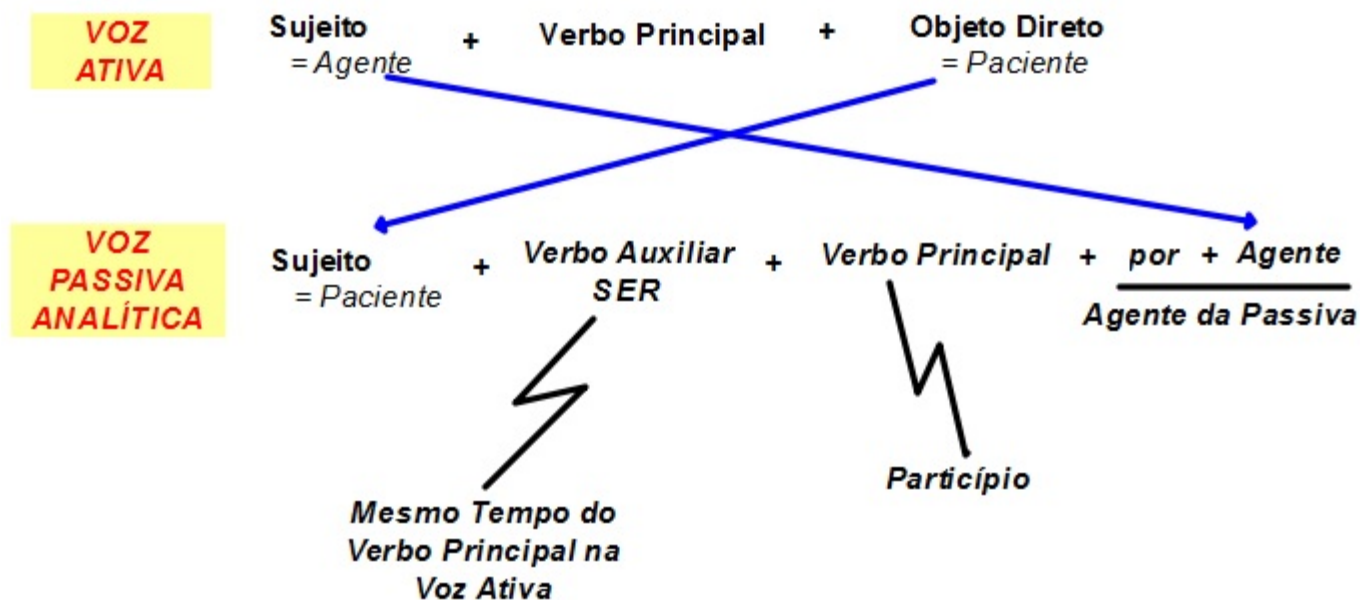 VOZ ATIVA
Sujeito + Verbo Principal + Objeto Direto
= Agente = Paciente
VOZ PASSIVA ANALÍTICA
Sujeito + Verbo Auxiliar SER + Verbo Principal + por + Agente
= Paciente
Agente da Passiva
Particípio
Mesmo Tempo do
Verbo Principal na
Voz Ativa